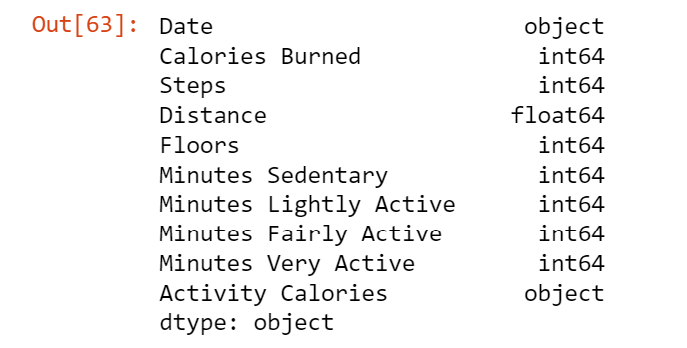 Out[63]: Date object
Calories Burned int64
Steps int64
Distance float64
Floors int64
Minutes Sedentary int64
Minutes Lightly Active int64
Minutes Fairly Active int64
Minutes Very Active int64
Activity Calories object
dtype: object